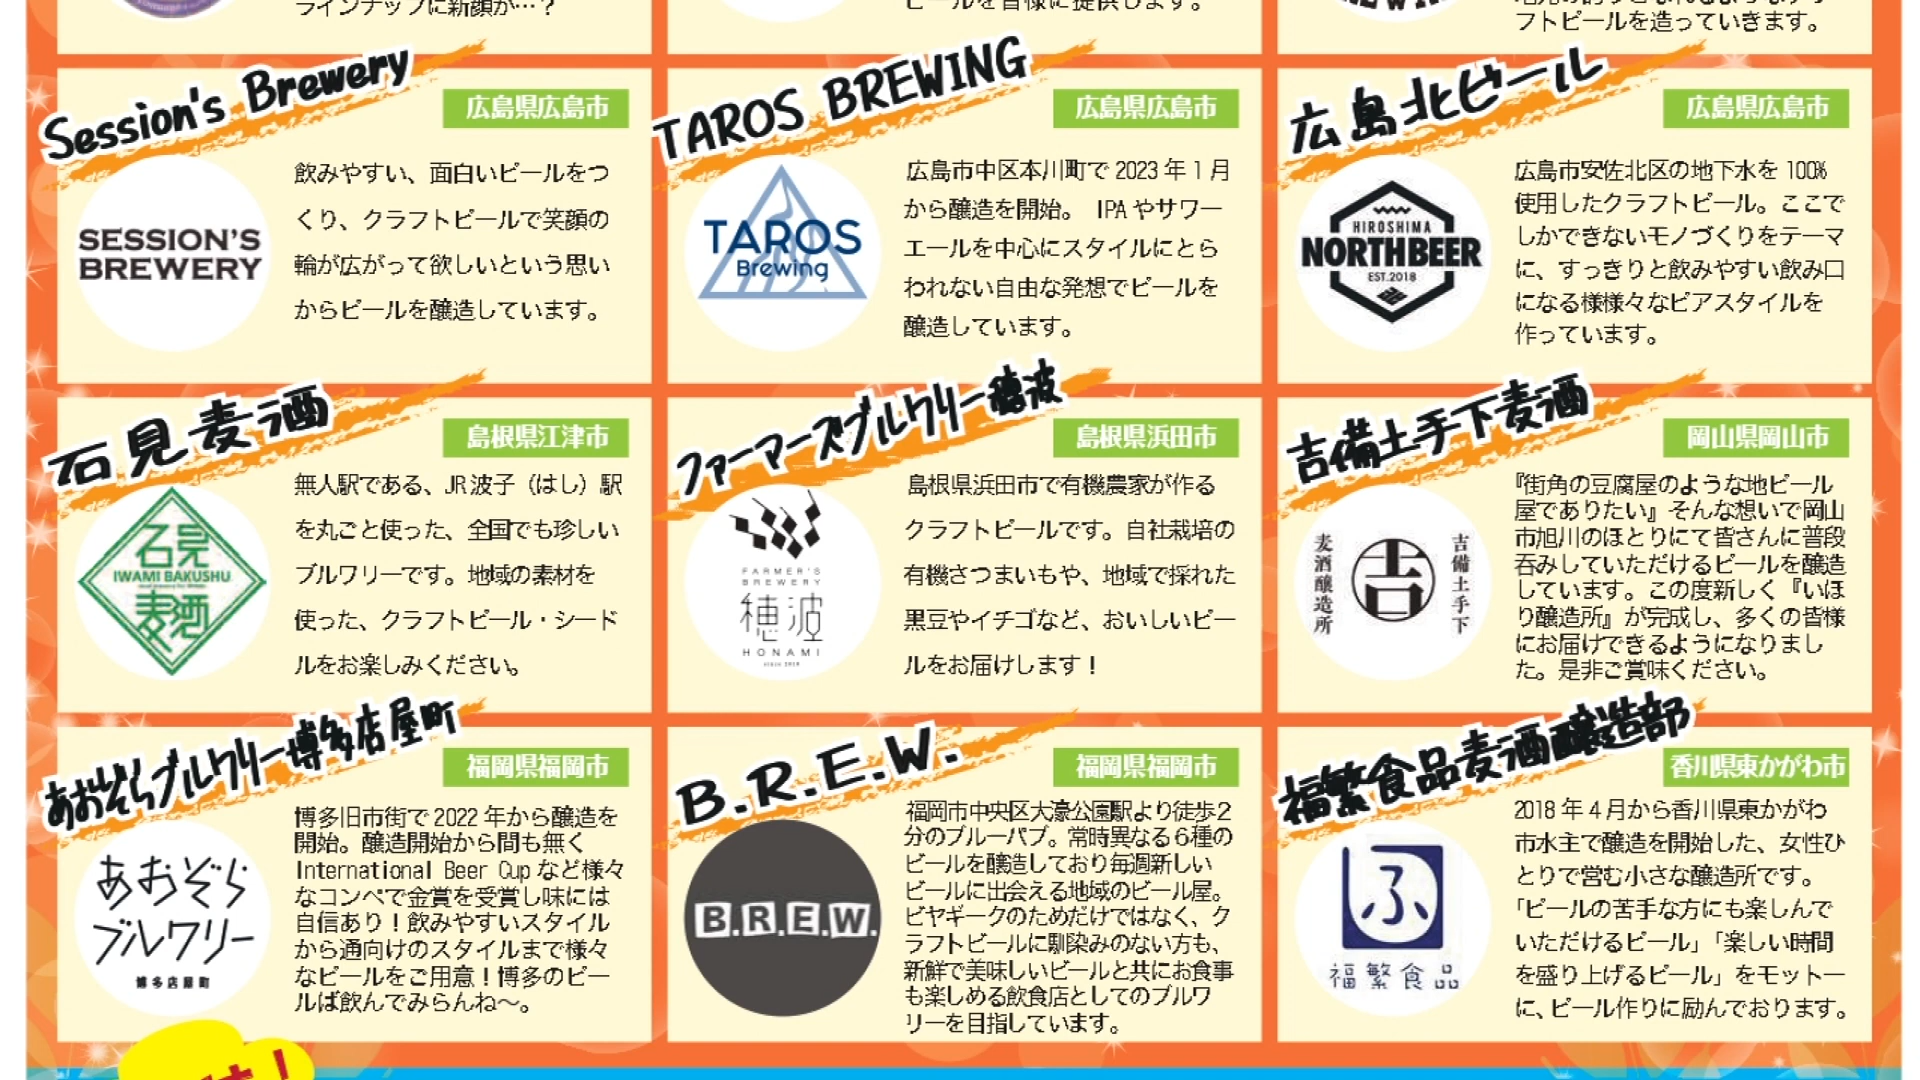 ラインナップに新顔が…？
ビールを皆様に提供します。
フトビールを造っていきます。
Session's Brewery
広島県広島市
SESSION'S
BREWERY
飲みやすい、面白いビールをつ
くり、クラフトビールで笑顔の
輪が広がって欲しいという思い
からビールを醸造しています。
TAROS BREWING
広島県広島市
TAROS
Brewing
広島市中区本川町で 2023 年 1 月
から醸造を開始。 IPA やサワー
エールを中心にスタイルにとら
われない自由な発想でビールを
醸造しています。
広島北ビール
広島県広島市
HIROSHIMA
NORTHBEER
EST.2018
広島市安佐北区の地下水を 100%
使用したクラフトビール。ここで
しかできないモノづくりをテーマ
に、すっきりと飲みやすい飲み口
になる様様々なビアスタイルを
作っています。
石見麦酒
島根県江津市
石見
IWAMI BAKUSHU
麦酒
無人駅である、JR 波子（はし）駅
を丸ごと使った、全国でも珍しい
ブルワリーです。地域の素材を
使った、クラフトビール・シード
ルをお楽しみください。
ファーマーズブルワリー穂波
島根県浜田市
FARMER'S
BREWERY
穂波
HONAMI
島根県浜田市で有機農家が作る
クラフトビールです。自社栽培の
有機さつまいもや、地域で採れた
黒豆やイチゴなど、おいしいビー
ルをお届けします！
吉備土手下麦酒
岡山県岡山市
吉備土手下
吉
麦酒醸造所
『街角の豆腐屋のような地ビール
屋でありたい』そんな想いで岡山
市旭川のほとりにて皆さんに普段
呑みしていただけるビールを醸造
しています。この度新しく『いほ
り醸造所』が完成し、多くの皆様
にお届けできるようになりまし
た。是非ご賞味ください。
あおぞらブルワリー博多店屋町
福岡県福岡市
あおぞら
ブルワリー
博多店屋町
博多旧市街で 2022 年から醸造を
開始。醸造開始から間も無く
International Beer Cup など様々
なコンペで金賞を受賞し味には
自信あり！飲みやすいスタイル
から通向けのスタイルまで様々
なビールをご用意！博多のビー
ルば飲んでみらんね〜。
B.R.E.W.
福岡県福岡市
B.R.E.W.
福岡市中央区大濠公園駅より徒歩２
分のブルーパブ。常時異なる６種の
ビールを醸造しており毎週新しい
ビールに出会える地域のビール屋。
ビヤギークのためだけではなく、ク
ラフトビールに馴染みのない方も、
新鮮で美味しいビールと共にお食事
も楽しめる飲食店としてのブルワ
リーを目指しています。
福繁食品麦酒醸造部
香川県東かがわ市
ふ
福繁食品
2018 年 4 月から香川県東かがわ
市水主で醸造を開始した、女性ひ
とりで営む小さな醸造所です。
「ビールの苦手な方にも楽しんで
いただけるビール」「楽しい時間
を盛り上げるビール」をモットー
に、ビール作りに励んでおります。